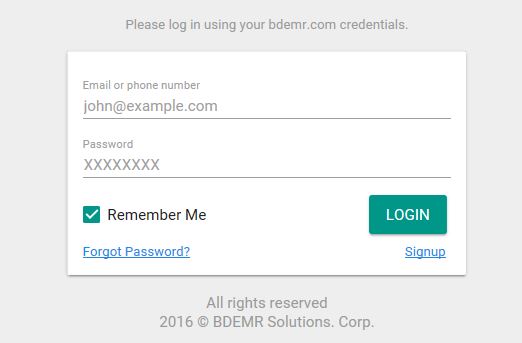 Please log in using your bdemr.com credentials.
Email or phone number
john@example.com
Password
XXXXXXXX
Remember Me
LOGIN
Forgot Password?
Signup
All rights reserved
2016 © BDEMR Solutions. Corp.